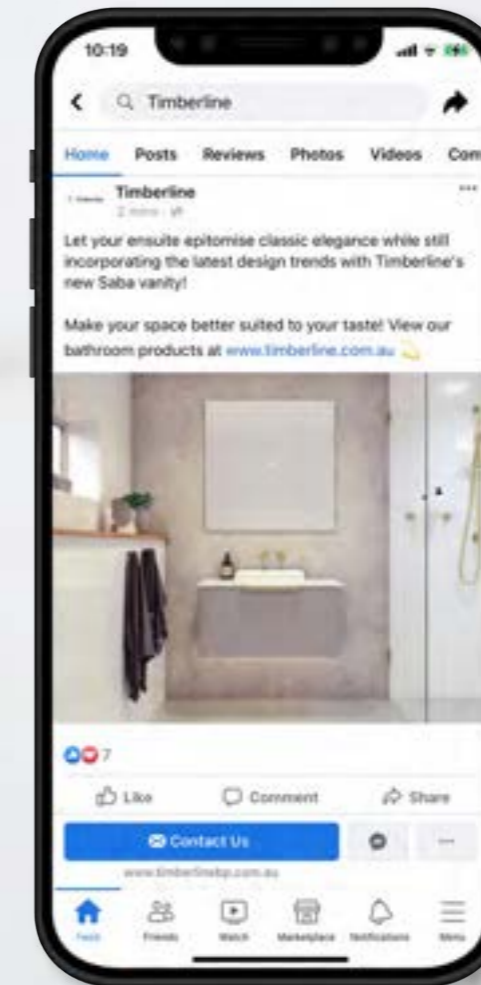 10:19
Timberline
Home Posts Reviews Photos Videos Com
Timberline
2 mins
Let your ensuite epitomise classic elegance while still
incorporating the latest design trends with Timberline's
new Saba vanity!
Make your space better suited to your taste! View our
bathroom products at www.timberline.com.au
7
Like Comment Share
Contact Us
www.timberlinebp.com.au
Feed Friends Watch Marketplace Notifications Menu